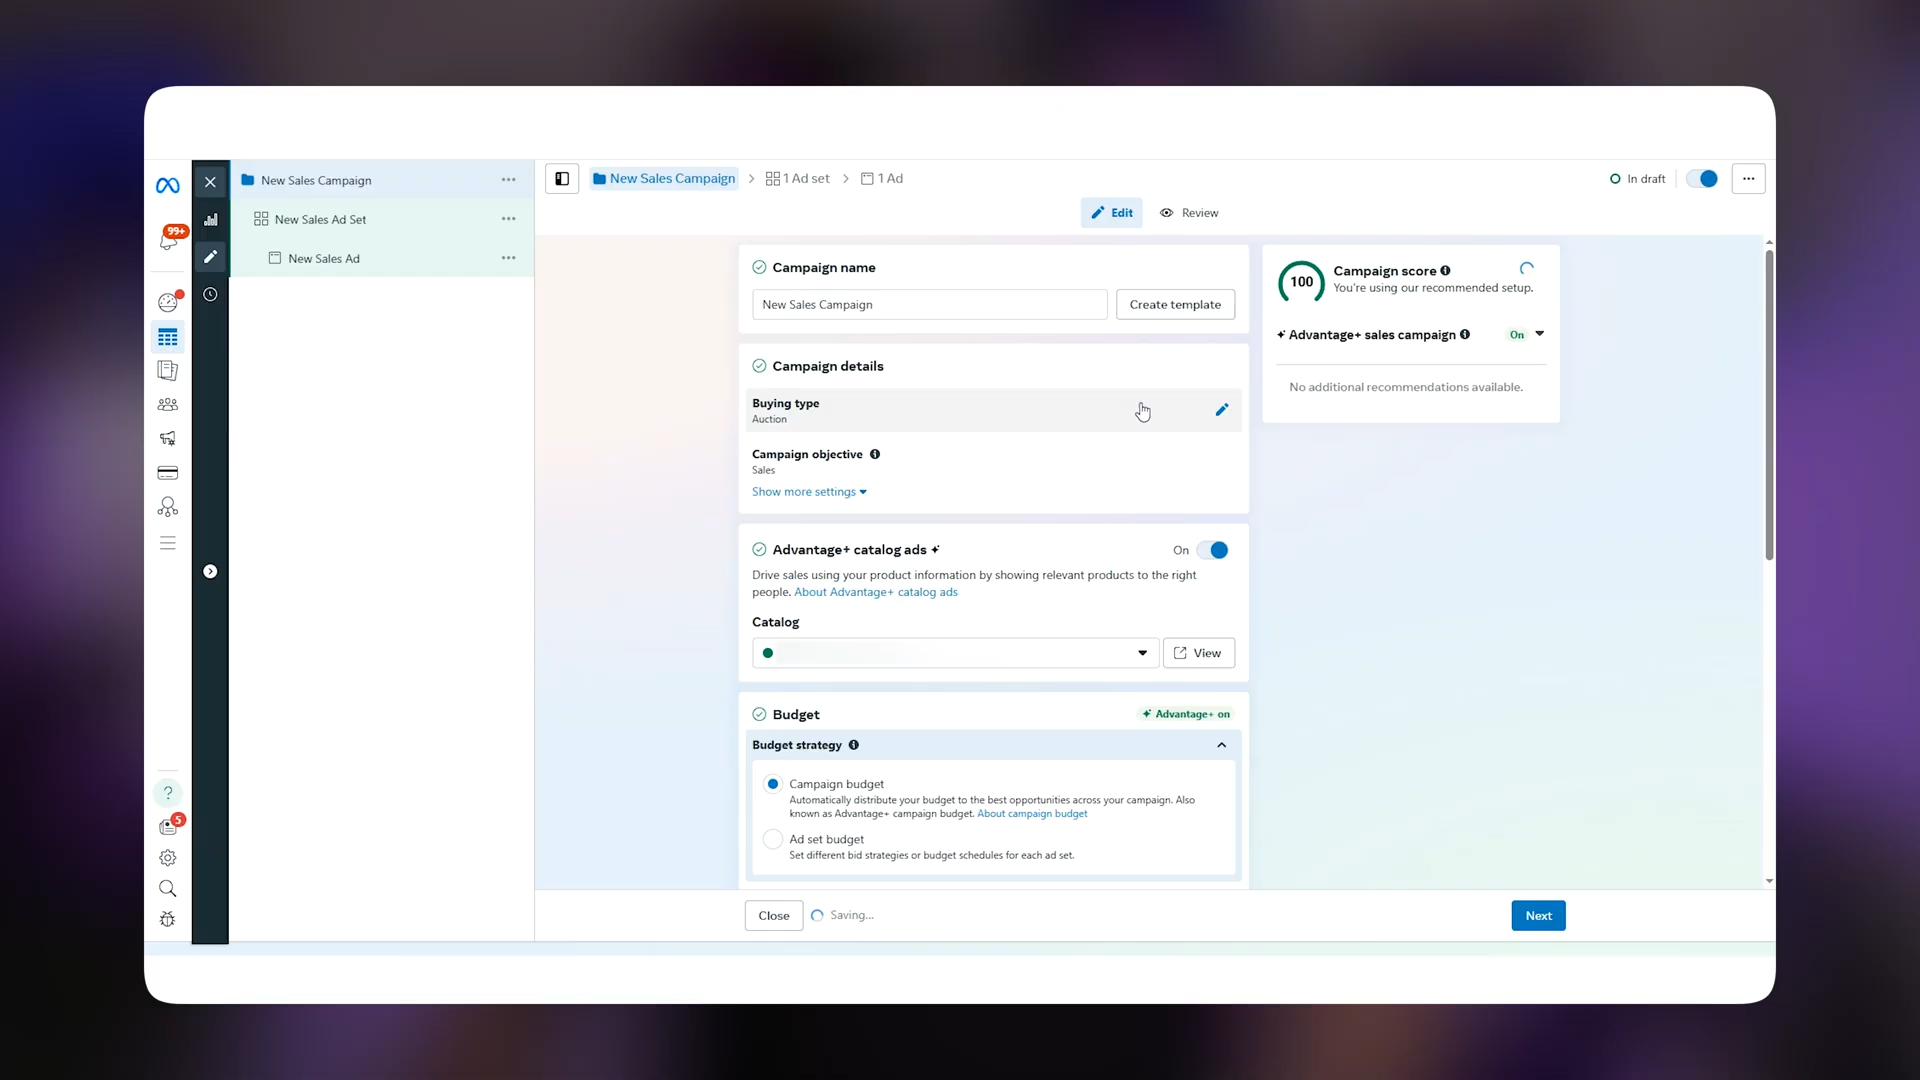 99+
5
?
New Sales Campaign
New Sales Ad Set
New Sales Ad
New Sales Campaign
1 Ad set
1 Ad
In draft
Edit
Review
Campaign name
New Sales Campaign
Create template
Campaign details
Buying type
Auction
Campaign objective
Sales
Show more settings
Advantage+ catalog ads
On
Drive sales using your product information by showing relevant products to the right
people. About Advantage+ catalog ads
Catalog
View
Budget
Advantage+ on
Budget strategy
Campaign budget
Automatically distribute your budget to the best opportunities across your campaign. Also
known as Advantage+ campaign budget. About campaign budget
Ad set budget
Set different bid strategies or budget schedules for each ad set.
100
Campaign score
You're using our recommended setup.
Advantage+ sales campaign
On
No additional recommendations available.
Close
Saving...
Next